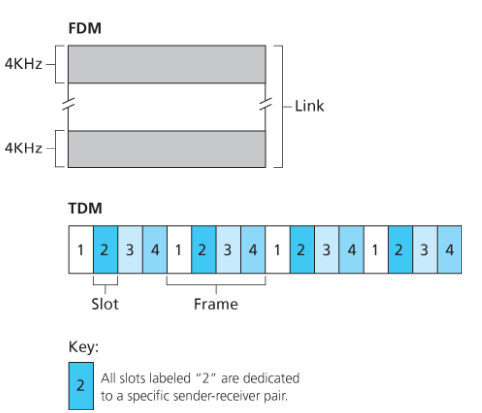 FDM
4KHz
Link
4KHz
TDM
1 2 3 4 1 2 3 4 1 2 3 4 1 2 3 4
Slot Frame
Key:
2 All slots labeled “2” are dedicated
to a specific sender-receiver pair.